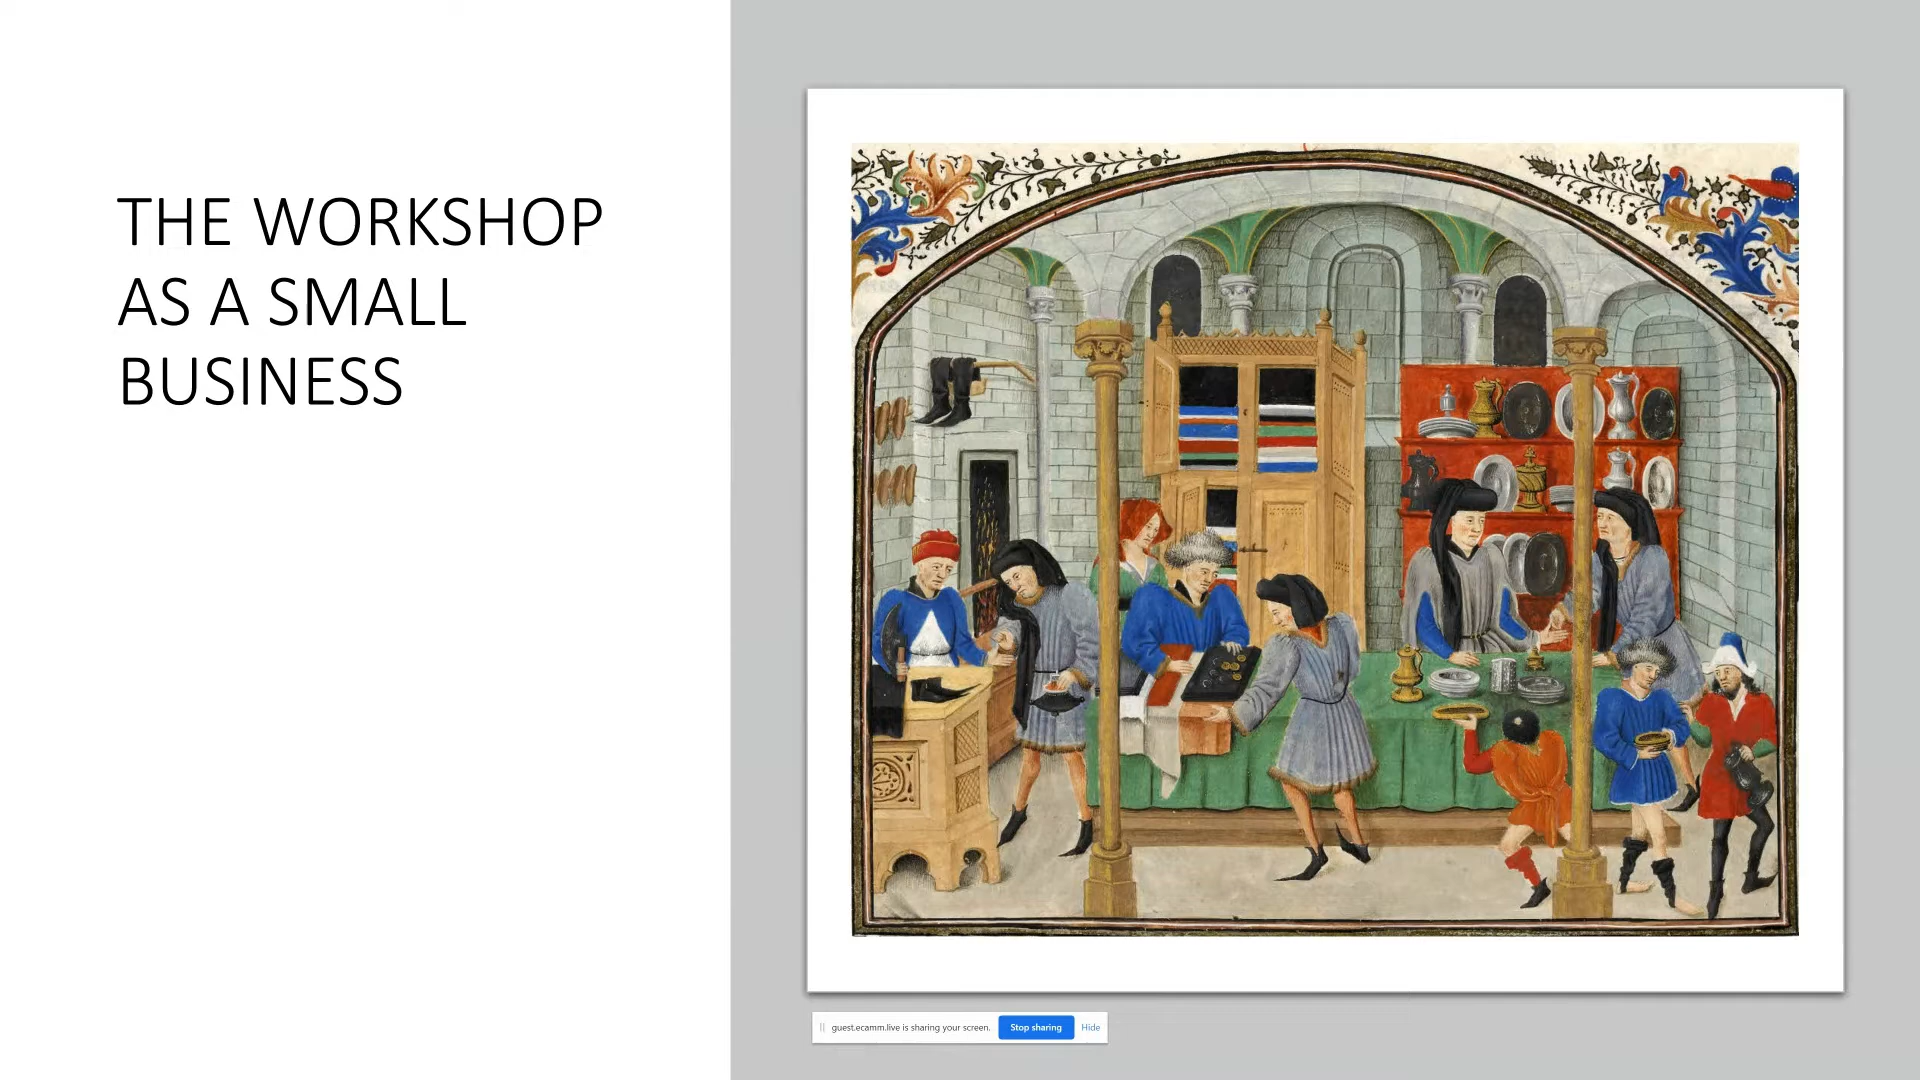 THE WORKSHOP
AS A SMALL
BUSINESS
guest.ecamm.live is sharing your screen. Stop sharing Hide